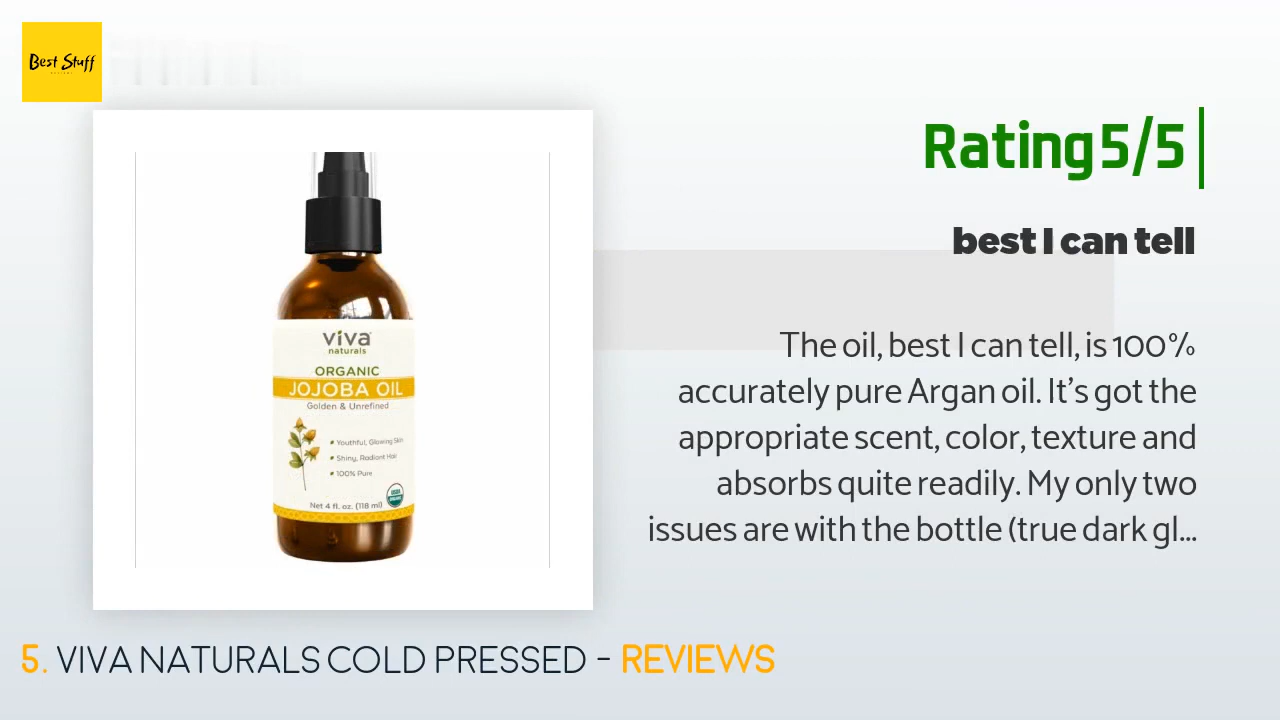 Best Stuff
Rating 5/5
best I can tell
The oil, best I can tell, is 100%
accurately pure Argan oil. It's got the
appropriate scent, color, texture and
absorbs quite readily. My only two
issues are with the bottle (true dark gl...
viva
naturals
ORGANIC
JOJOBA OIL
Golden & Unrefined
Youthful, Glowing Skin
Shiny, Radiant Hair
100% Pure
USDA
ORGANIC
Net 4 fl. oz. (118 ml)
5. VIVA NATURALS COLD PRESSED - REVIEWS